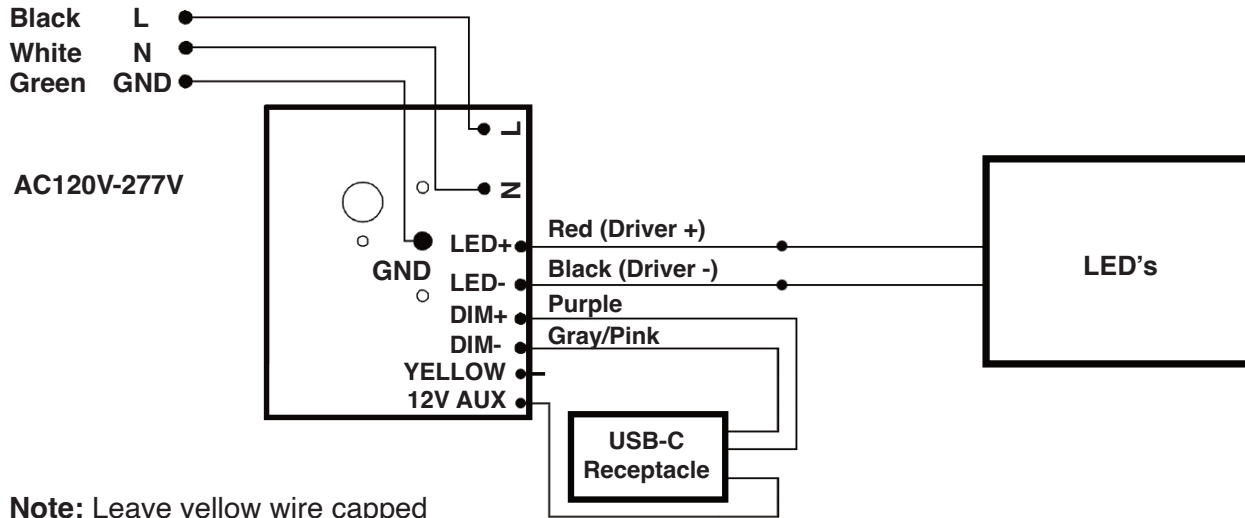 Black L
White N
Green GND
L
AC120V-277V
N
LED+
Red (Driver +)
GND
LED-
Black (Driver -)
LED's
DIM+
Purple
DIM-
Gray/Pink
YELLOW
12V AUX
USB-C
Receptacle
Note: Leave yellow wire capped